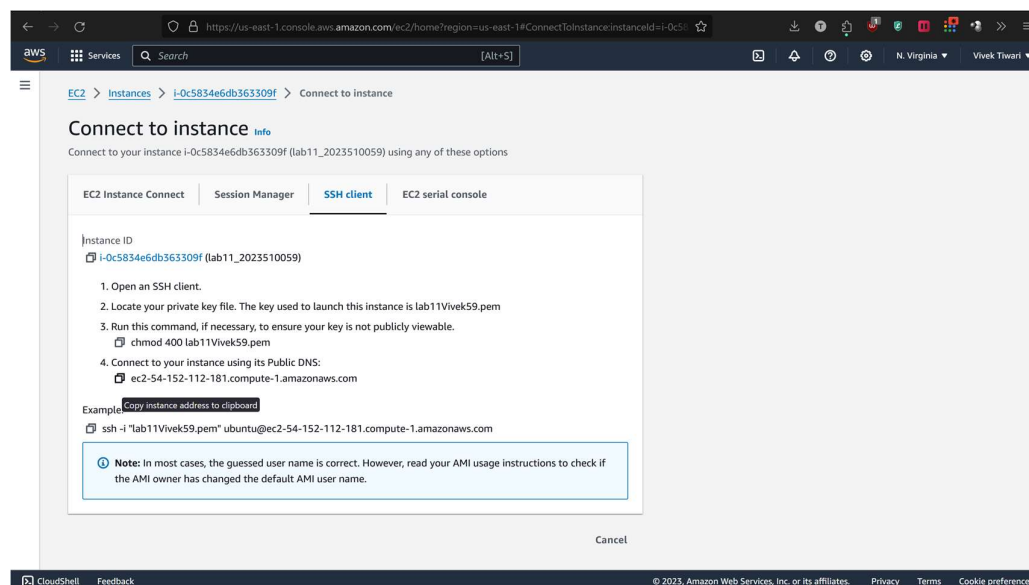 https://us-east-1.console.aws.amazon.com/ec2/home?region=us-east-1#ConnectToInstance:instanceId=i-0c58
aws Services Search [Alt+S] N. Virginia Vivek Tiwari
EC2 > Instances > i-0c5834e6db363309f > Connect to instance
Connect to instance Info
Connect to your instance i-0c5834e6db363309f (lab11_2023510059) using any of these options
EC2 Instance Connect Session Manager SSH client EC2 serial console
Instance ID
i-0c5834e6db363309f (lab11_2023510059)
1. Open an SSH client.
2. Locate your private key file. The key used to launch this instance is lab11Vivek59.pem
3. Run this command, if necessary, to ensure your key is not publicly viewable.
chmod 400 lab11Vivek59.pem
4. Connect to your instance using its Public DNS:
ec2-54-152-112-181.compute-1.amazonaws.com
Copy instance address to clipboard
Example:
ssh -i "lab11Vivek59.pem" ubuntu@ec2-54-152-112-181.compute-1.amazonaws.com
Note: In most cases, the guessed user name is correct. However, read your AMI usage instructions to check if
the AMI owner has changed the default AMI user name.
Cancel
CloudShell Feedback © 2023, Amazon Web Services, Inc. or its affiliates. Privacy Terms Cookie preference